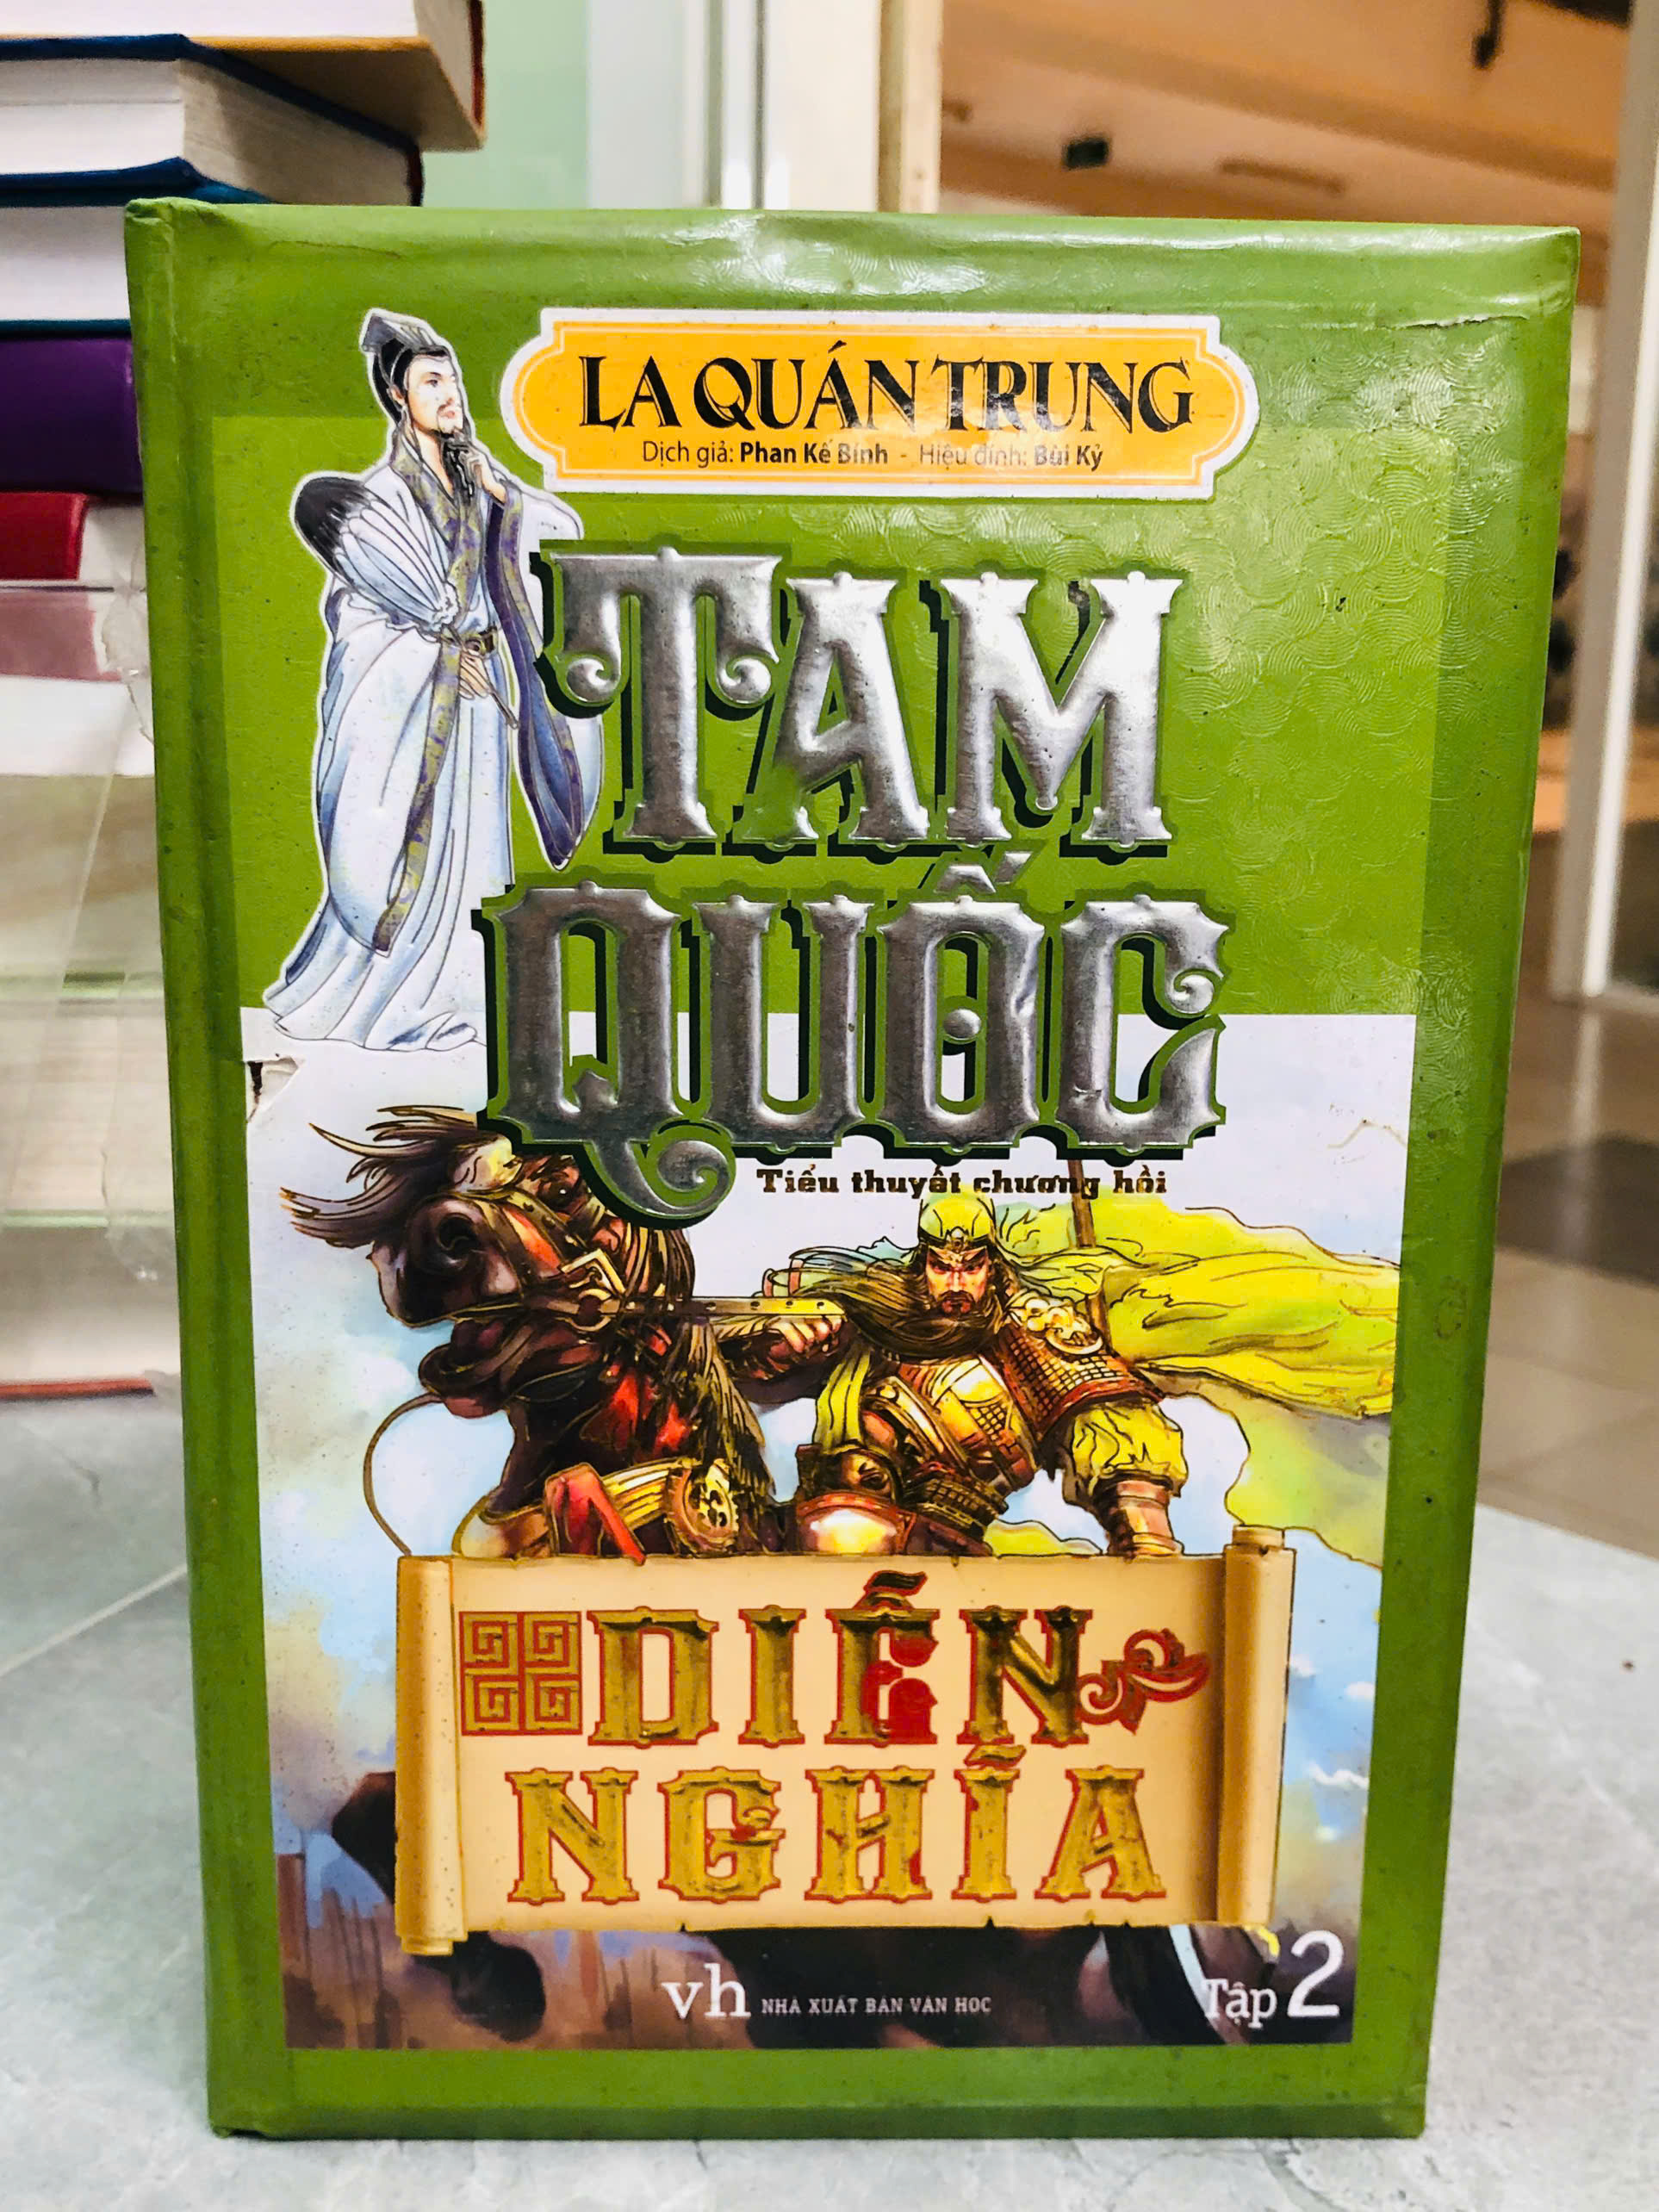 LA QUÁN TRUNG
Dịch giả: Phan Kế Bính - Hiệu đính: Bùi Kỷ
TAM
QUỐC
Tiểu thuyết chương hồi
DIỄN
NGHĨA
vh NHÀ XUẤT BẢN VĂN HỌC
Tập 2